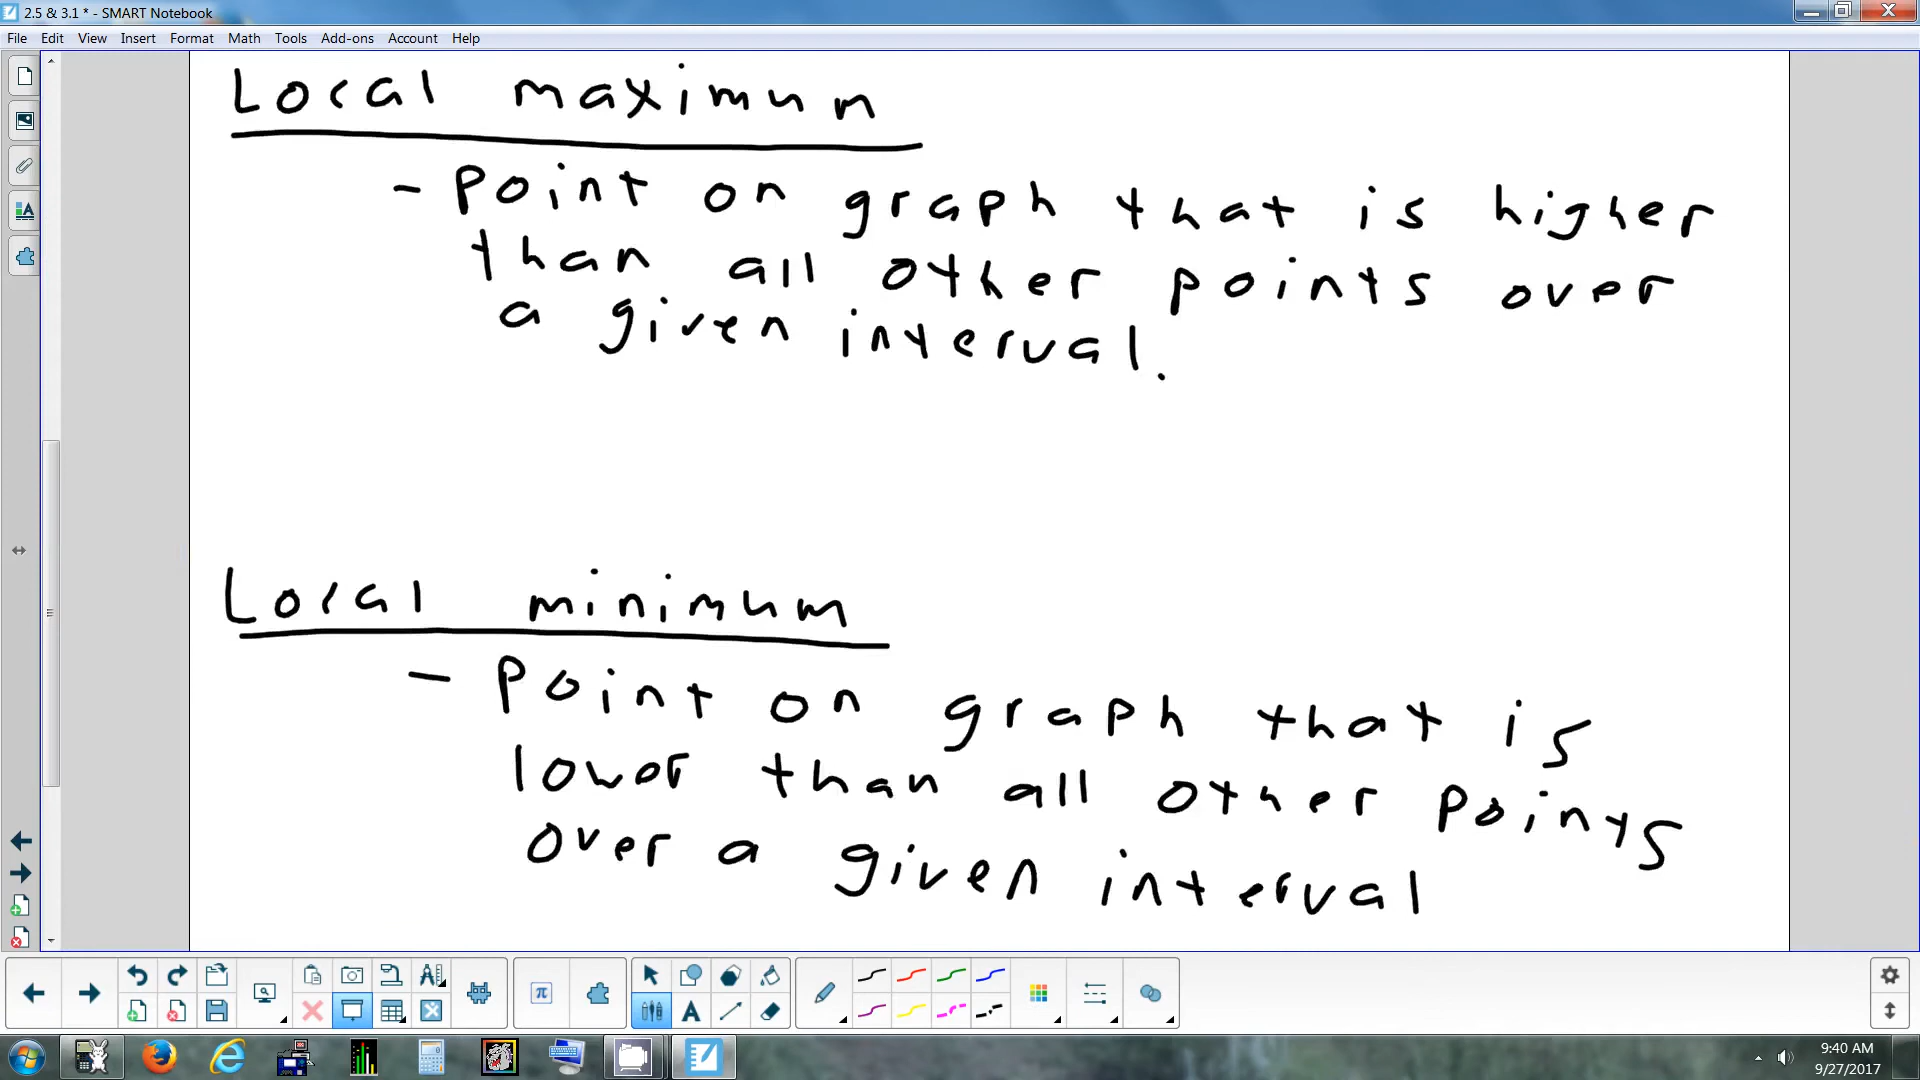 2.5 & 3.1 * - SMART Notebook
File Edit View Insert Format Math Tools Add-ons Account Help
Local maximum
- Point on graph that is higher
than all other points over
a given interval.
Local minimum
- Point on graph that is
lower than all other points
over a given interval
9:40 AM
9/27/2017